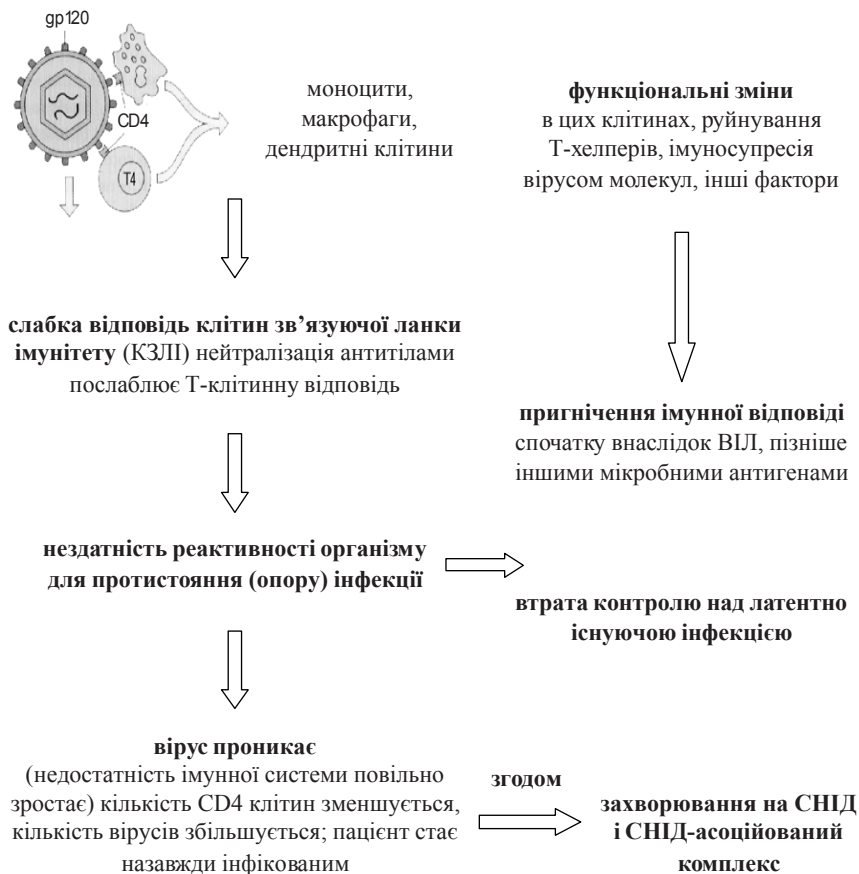 gp120
CD4
T4
моноцити,
макрофаги,
дендритні клітини
функціональні зміни
в цих клітинах, руйнування
Т-хелперів, імуносупресія
вірусом молекул, інші фактори
слабка відповідь клітин зв’язуючої ланки
імунітету (КЗЛІ) нейтралізація антитілами
послаблює Т-клітинну відповідь
пригнічення імунної відповіді
спочатку внаслідок ВІЛ, пізніше
іншими мікробними антигенами
нездатність реактивності організму
для протистояння (опору) інфекції
втрата контролю над латентно
існуючою інфекцією
вірус проникає
(недостатність імунної системи повільно
зростає) кількість CD4 клітин зменшується,
кількість вірусів збільшується; пацієнт стає
назавжди інфікованим
згодом
захворювання на СНІД
і СНІД-асоційований
комплекс